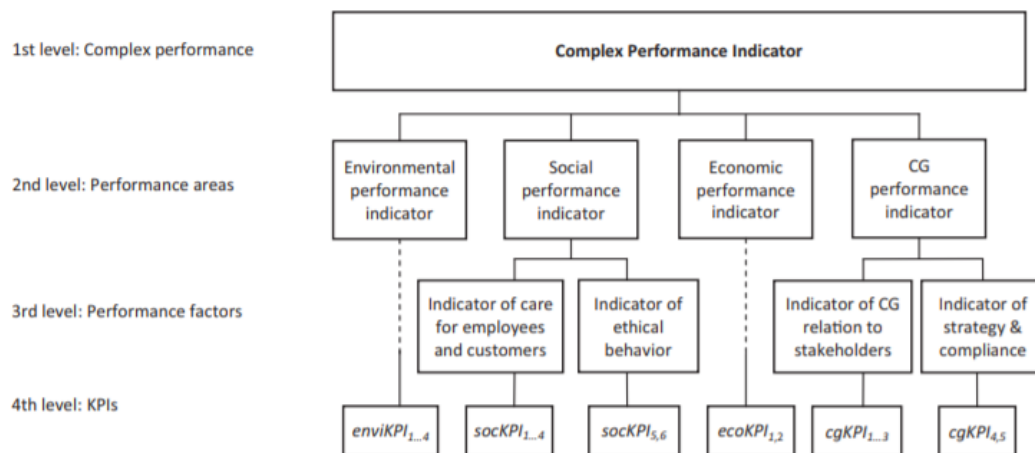 1st level: Complex performance
Complex Performance Indicator
2nd level: Performance areas
Environmental
performance
indicator
Social
performance
indicator
Economic
performance
indicator
CG
performance
indicator
3rd level: Performance factors
Indicator of care
for employees
and customers
Indicator of
ethical
behavior
Indicator of CG
relation to
stakeholders
Indicator of
strategy &
compliance
4th level: KPIs
enviKPI1...4
socKPI1...4
socKPI5,6
ecoKPI1,2
cgKPI1...3
cgKPI4,5